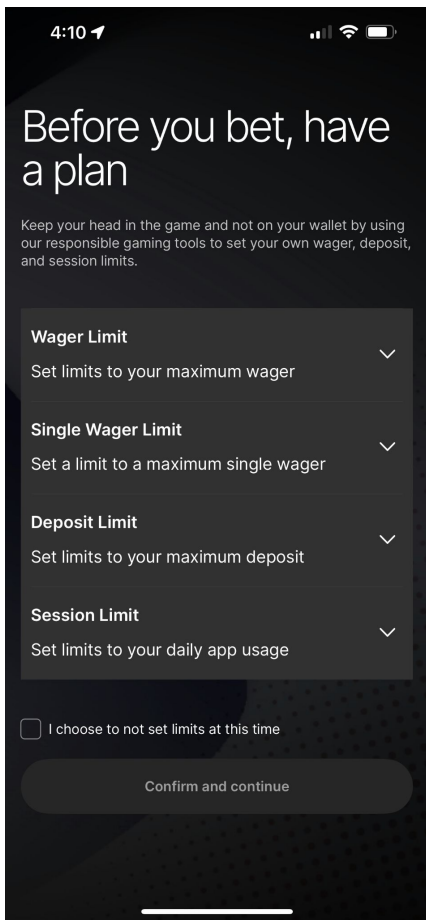 4:10
Before you bet, have
a plan
Keep your head in the game and not on your wallet by using
our responsible gaming tools to set your own wager, deposit,
and session limits.
Wager Limit
Set limits to your maximum wager
Single Wager Limit
Set a limit to a maximum single wager
Deposit Limit
Set limits to your maximum deposit
Session Limit
Set limits to your daily app usage
I choose to not set limits at this time
Confirm and continue